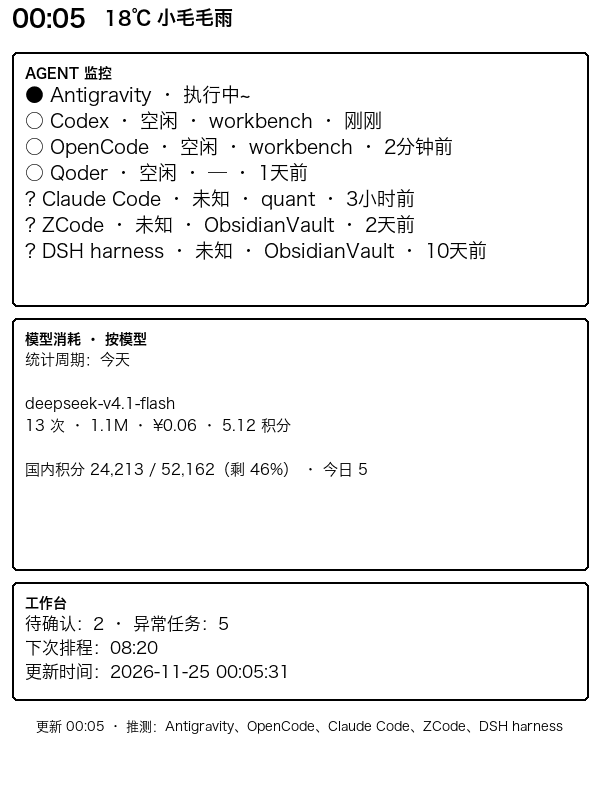 00:05 18℃ 小毛毛雨
AGENT 监控
● Antigravity · 执行中~
○ Codex · 空闲 · workbench · 刚刚
○ OpenCode · 空闲 · workbench · 2分钟前
○ Qoder · 空闲 · — · 1天前
? Claude Code · 未知 · quant · 3小时前
? ZCode · 未知 · ObsidianVault · 2天前
? DSH harness · 未知 · ObsidianVault · 10天前
模型消耗 · 按模型
统计周期：今天
deepseek-v4.1-flash
13 次 · 1.1M · ¥0.06 · 5.12 积分
国内积分 24,213 / 52,162（剩 46%） · 今日 5
工作台
待确认：2 · 异常任务：5
下次排程：08:20
更新时间：2026-11-25 00:05:31
更新 00:05 · 推测：Antigravity、OpenCode、Claude Code、ZCode、DSH harness